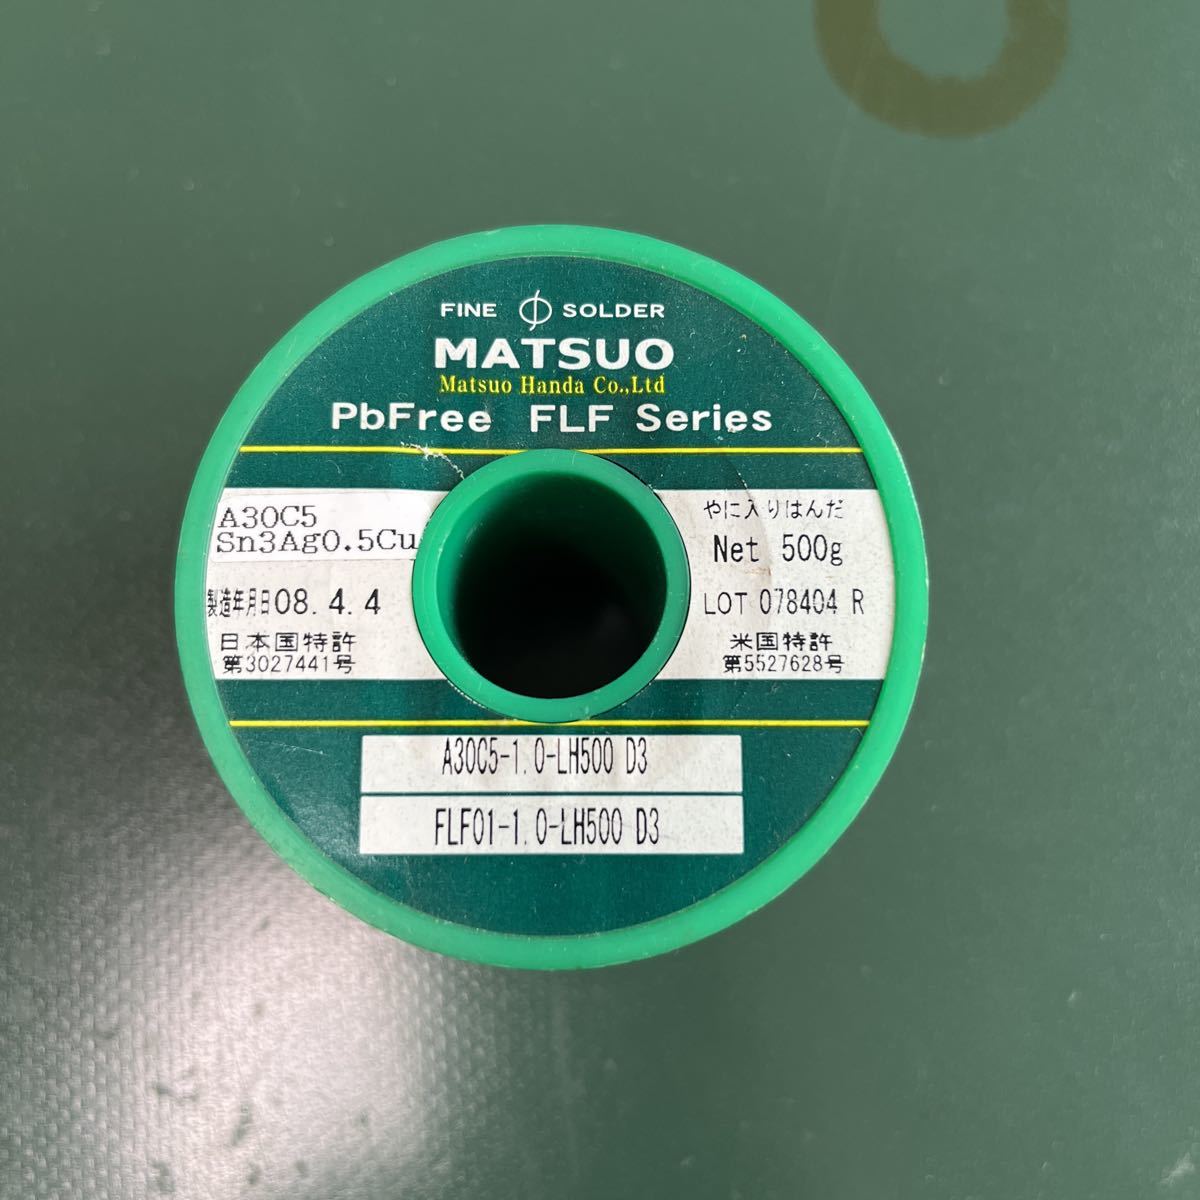 FINE SOLDER
MATSUO
Matsuo Handa Co.,Ltd
PbFree FLF Series
A30C5
Sn3Ag0.5Cu
製造年月日08.4.4
日本国特許
第3027441号
やに入りはんだ
Net 500g
LOT 078404 R
米国特許
第5527628号
A30C5-1.0-LH500 D3
FLF01-1.0-LH500 D3